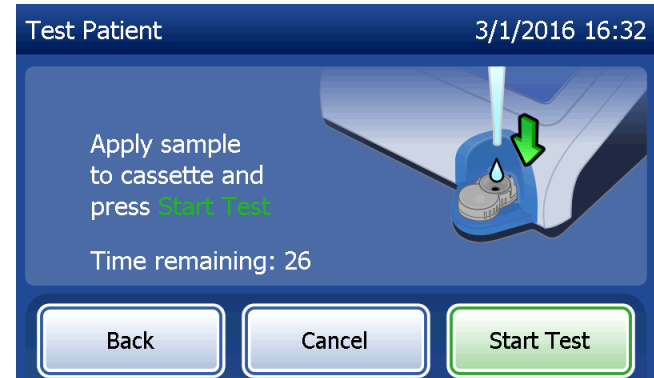 Test Patient 3/1/2016 16:32
Apply sample
to cassette and
press Start Test
Time remaining: 26
Back Cancel Start Test